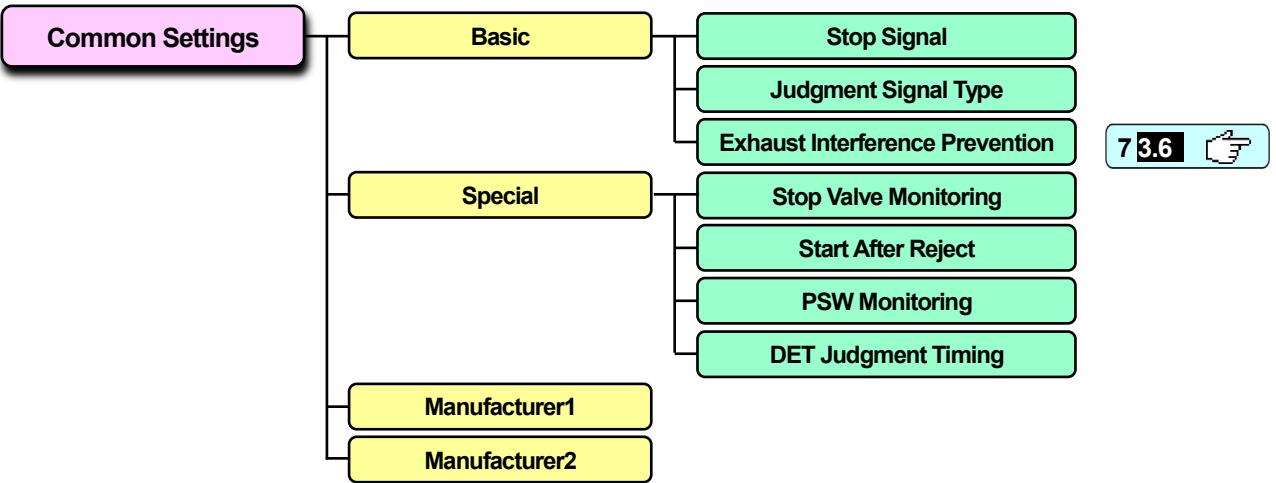 Common Settings
Basic
Stop Signal
Judgment Signal Type
Exhaust Interference Prevention
7 3.6
Special
Stop Valve Monitoring
Start After Reject
PSW Monitoring
DET Judgment Timing
Manufacturer1
Manufacturer2